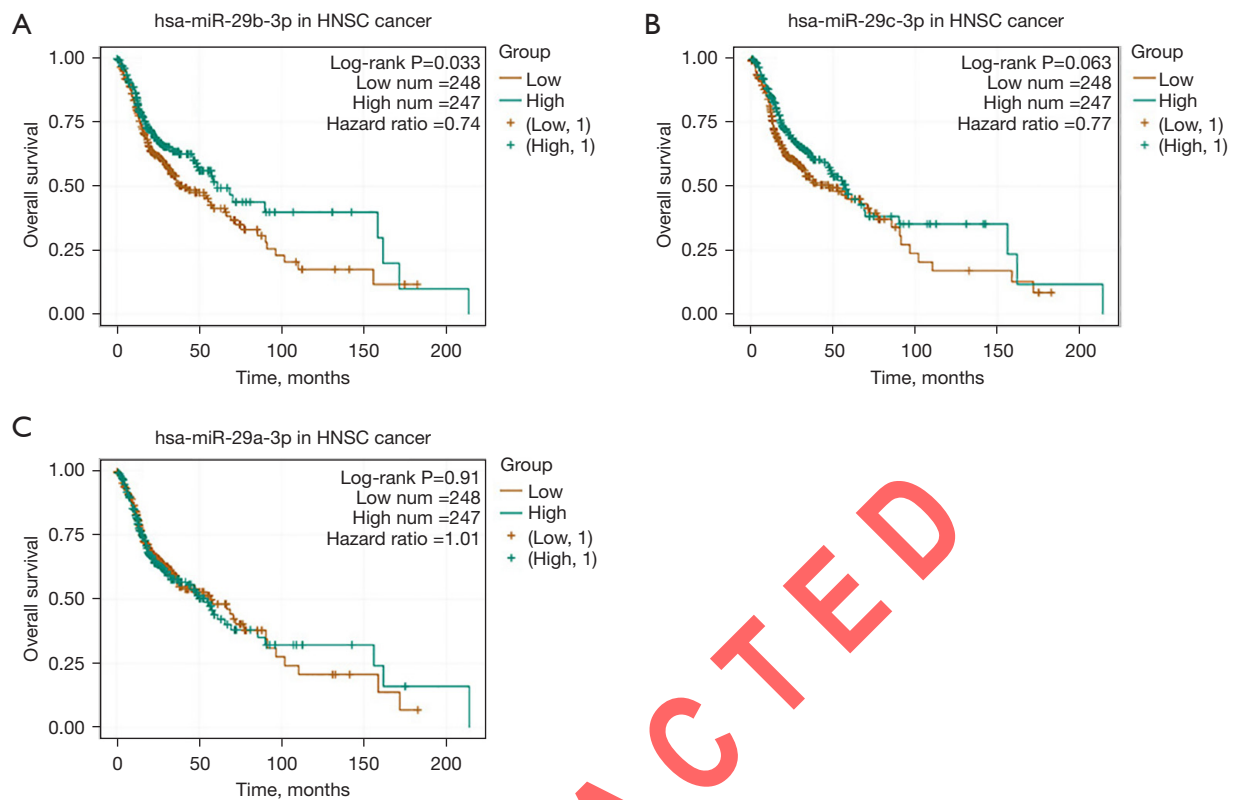 A
hsa-miR-29b-3p in HNSC cancer
1.00
0.75
0.50
0.25
0.00
Overall survival
0 50 100 150 200
Time, months
Log-rank P=0.033
Low num =248
High num =247
Hazard ratio =0.74
Group
Low
High
(Low, 1)
(High, 1)
B
hsa-miR-29c-3p in HNSC cancer
1.00
0.75
0.50
0.25
0.00
Overall survival
0 50 100 150 200
Time, months
Log-rank P=0.063
Low num =248
High num =247
Hazard ratio =0.77
Group
Low
High
(Low, 1)
(High, 1)
C
hsa-miR-29a-3p in HNSC cancer
1.00
0.75
0.50
0.25
0.00
Overall survival
0 50 100 150 200
Time, months
Log-rank P=0.91
Low num =248
High num =247
Hazard ratio =1.01
Group
Low
High
(Low, 1)
(High, 1)
ACTED